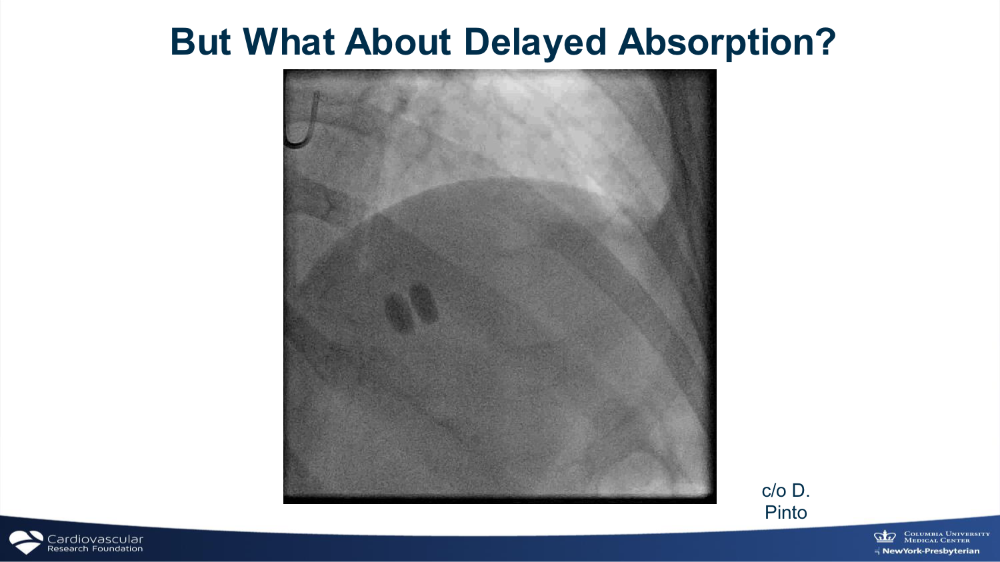 But What About Delayed Absorption?
c/o D.
Pinto
Cardiovascular
Research Foundation
Columbia University
Medical Center
NewYork-Presbyterian